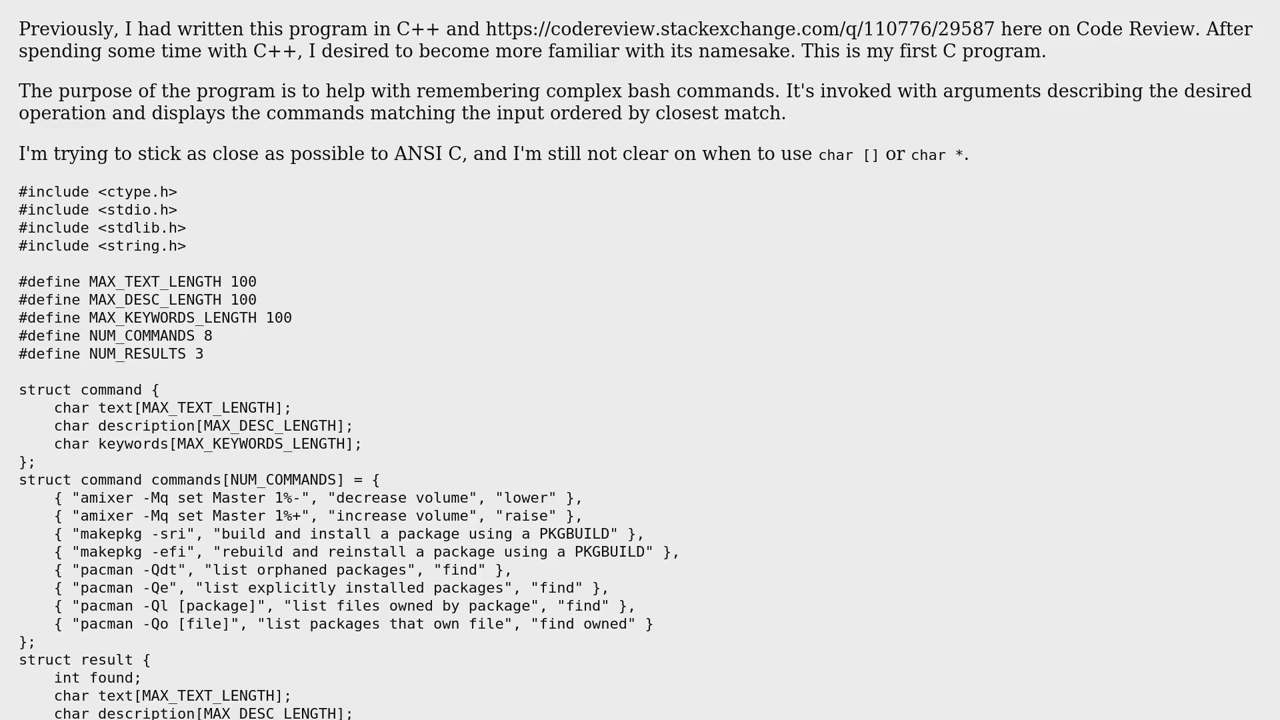 Previously, I had written this program in C++ and https://codereview.stackexchange.com/q/110776/29587 here on Code Review. After
spending some time with C++, I desired to become more familiar with its namesake. This is my first C program.
The purpose of the program is to help with remembering complex bash commands. It's invoked with arguments describing the desired
operation and displays the commands matching the input ordered by closest match.
I'm trying to stick as close as possible to ANSI C, and I'm still not clear on when to use char [] or char *.
#include <ctype.h>
#include <stdio.h>
#include <stdlib.h>
#include <string.h>
#define MAX_TEXT_LENGTH 100
#define MAX_DESC_LENGTH 100
#define MAX_KEYWORDS_LENGTH 100
#define NUM_COMMANDS 8
#define NUM_RESULTS 3
struct command {
    char text[MAX_TEXT_LENGTH];
    char description[MAX_DESC_LENGTH];
    char keywords[MAX_KEYWORDS_LENGTH];
};
struct command commands[NUM_COMMANDS] = {
    { "amixer -Mq set Master 1%-", "decrease volume", "lower" },
    { "amixer -Mq set Master 1%+", "increase volume", "raise" },
    { "makepkg -sri", "build and install a package using a PKGBUILD" },
    { "makepkg -efi", "rebuild and reinstall a package using a PKGBUILD" },
    { "pacman -Qdt", "list orphaned packages", "find" },
    { "pacman -Qe", "list explicitly installed packages", "find" },
    { "pacman -Ql [package]", "list files owned by package", "find" },
    { "pacman -Qo [file]", "list packages that own file", "find owned" }
};
struct result {
    int found;
    char text[MAX_TEXT_LENGTH];
    char description[MAX_DESC_LENGTH];